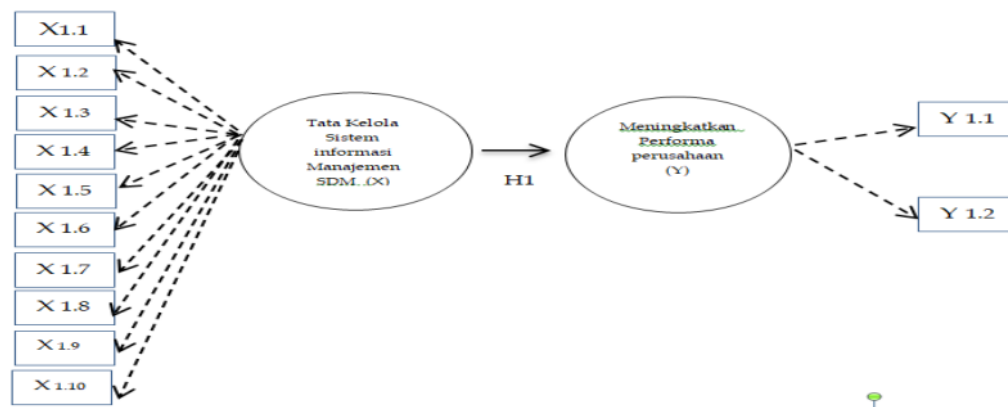 X1.1
X 1.2
X 1.3
X 1.4
X 1.5
X 1.6
X 1.7
X 1.8
X 1.9
X 1.10
Tata Kelola
Sistem
informasi
Manajemen
SDM. (X)
H1
Meningkatkan
Performa
perusahaan
(Y)
Y 1.1
Y 1.2